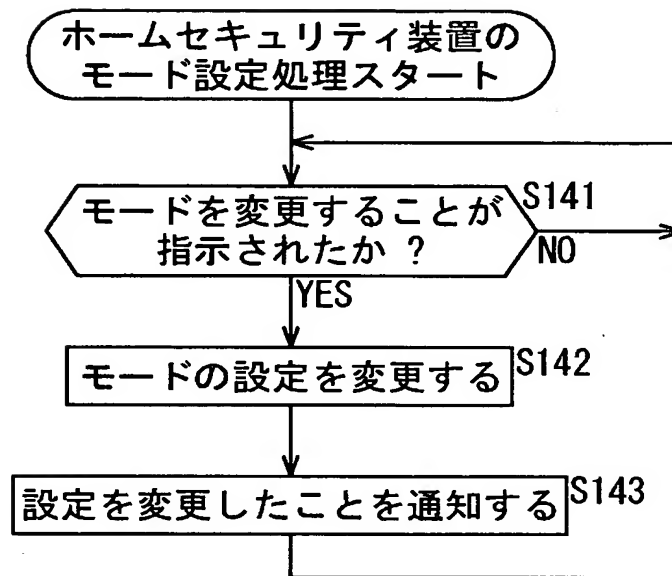 ホームセキュリティ装置の
モード設定処理スタート
モードを変更することが
指示されたか ?
S141
NO
YES
モードの設定を変更する
S142
設定を変更したことを通知する
S143